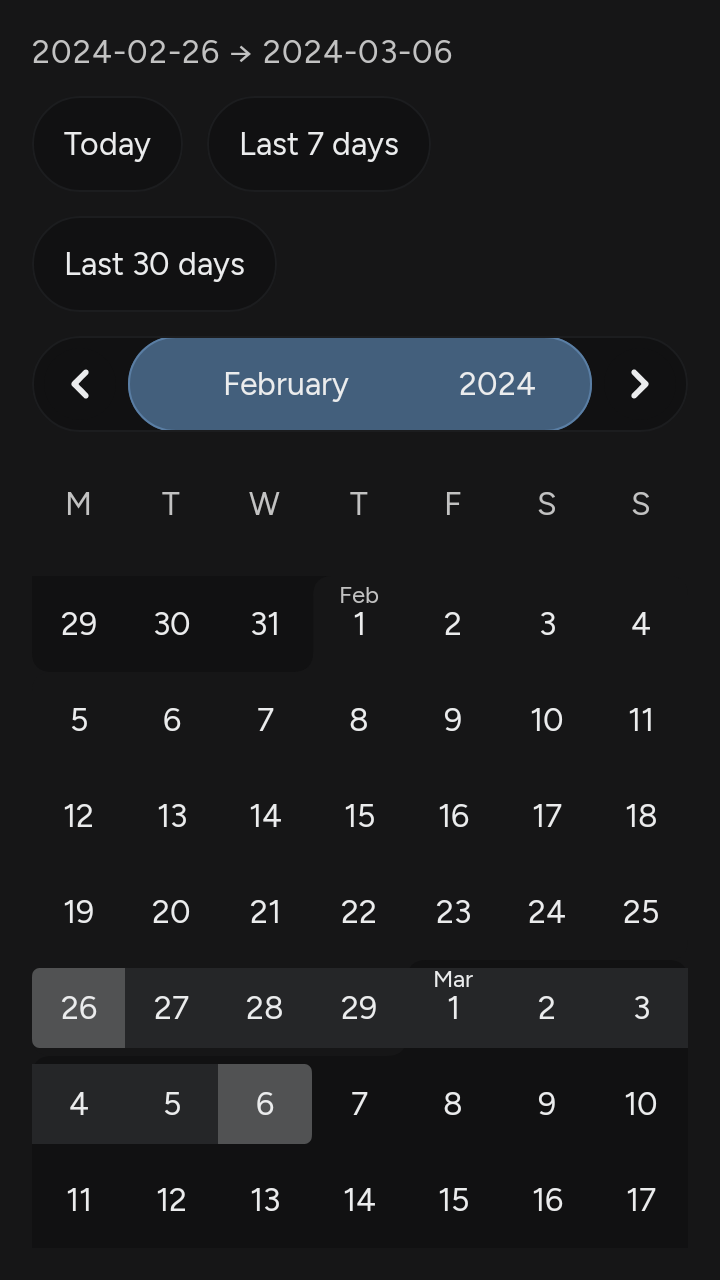 2024-02-26 → 2024-03-06
Today Last 7 days
Last 30 days
February 2024
M T W T F S S
Feb
29 30 31 1 2 3 4
5 6 7 8 9 10 11
12 13 14 15 16 17 18
19 20 21 22 23 24 25
Mar
26 27 28 29 1 2 3
4 5 6 7 8 9 10
11 12 13 14 15 16 17